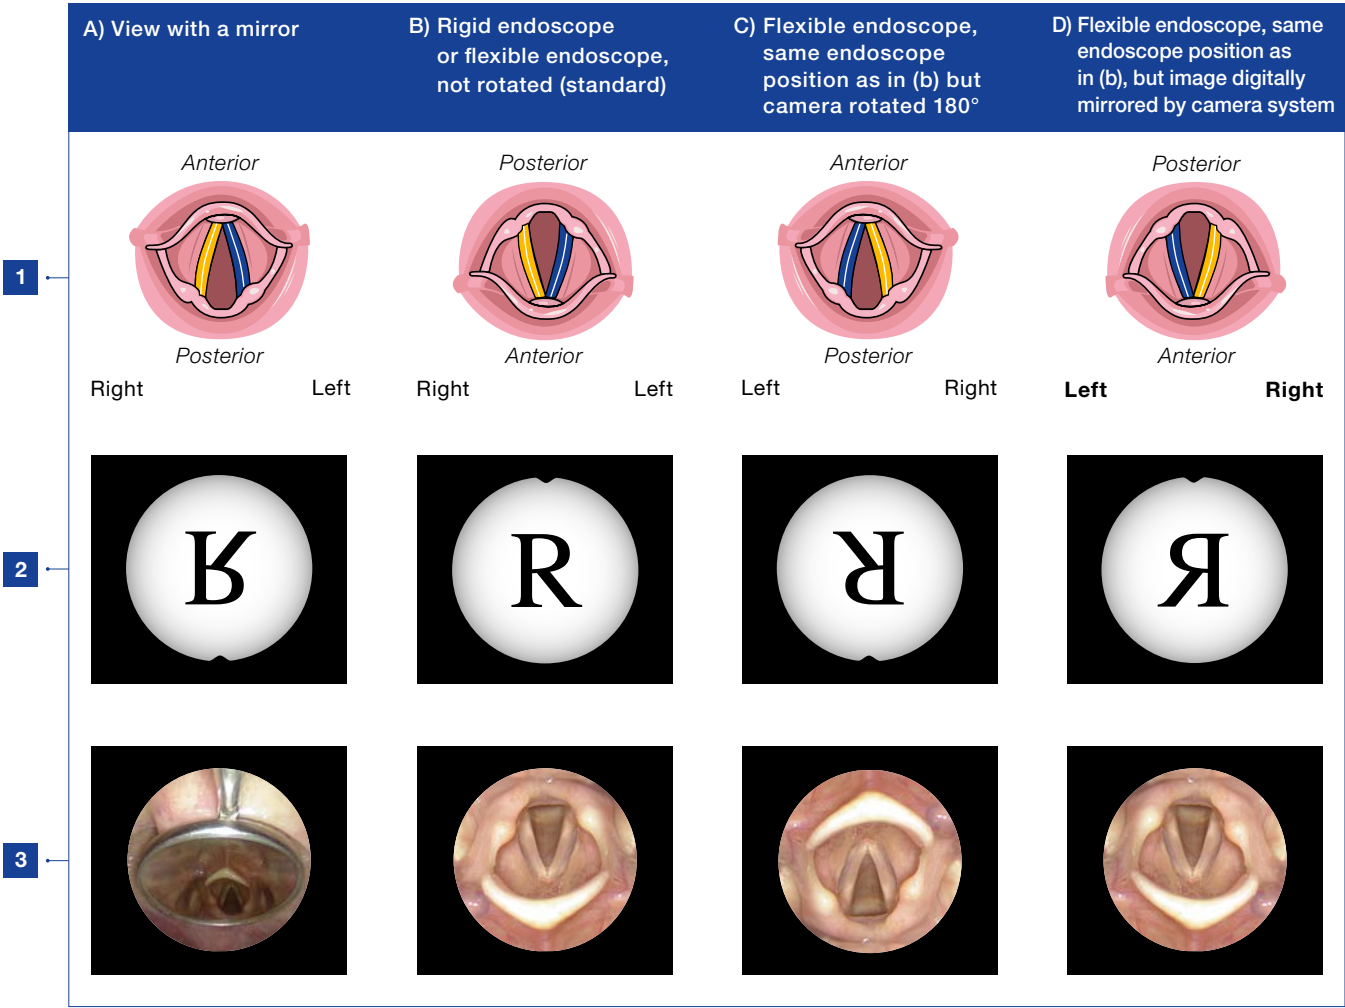 A) View with a mirror
B) Rigid endoscope
or flexible endoscope,
not rotated (standard)
C) Flexible endoscope,
same endoscope
position as in (b) but
camera rotated 180°
D) Flexible endoscope, same
endoscope position as
in (b), but image digitally
mirrored by camera system
1
Anterior
Posterior
Right Left
Posterior
Anterior
Right Left
Anterior
Posterior
Left Right
Posterior
Anterior
Left Right
2
R
R
R
R
3